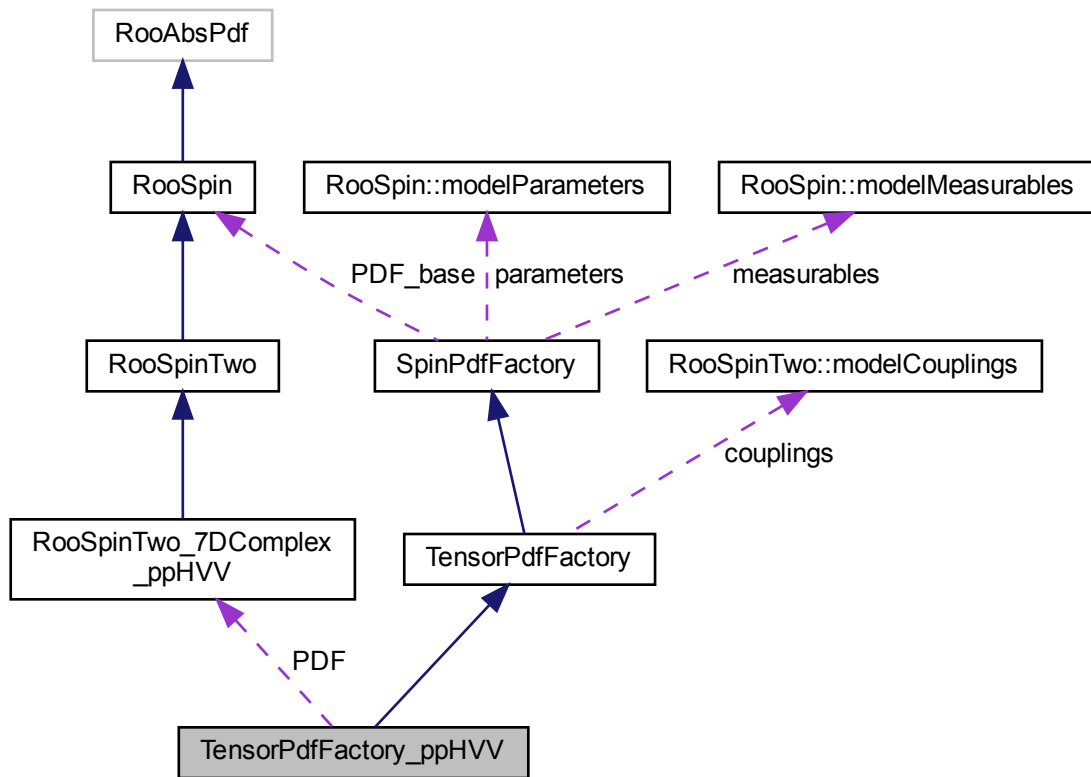 RooAbsPdf
RooSpin
RooSpin::modelParameters
RooSpin::modelMeasurables
PDF_base
parameters
measurables
RooSpinTwo
SpinPdfFactory
RooSpinTwo::modelCouplings
couplings
RooSpinTwo_7DComplex
_ppHVV
TensorPdfFactory
PDF
TensorPdfFactory_ppHVV